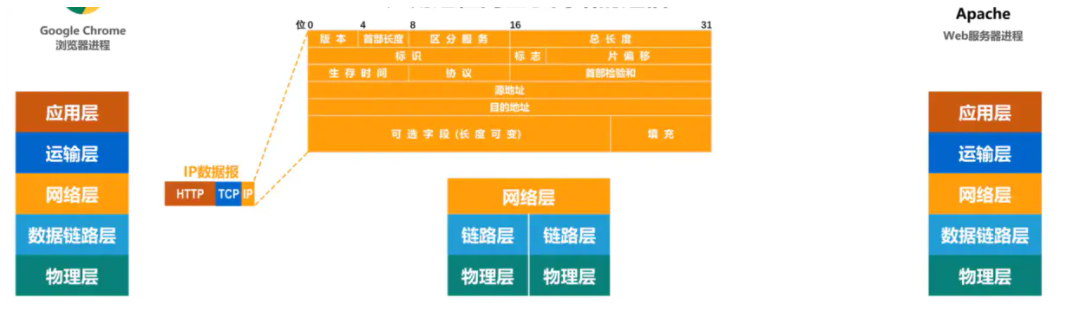 Google Chrome
浏览器进程
应用层
运输层
网络层
数据链路层
物理层
IP数据报
HTTP TCP IP
位 0 4 8 16 31
版本 首部长度 区分服务 总长度
标识 标志 片偏移
生存时间 协议 首部检验和
源地址
目的地址
可选字段(长度可变) 填充
网络层
链路层 链路层
物理层 物理层
Apache
Web服务器进程
应用层
运输层
网络层
数据链路层
物理层